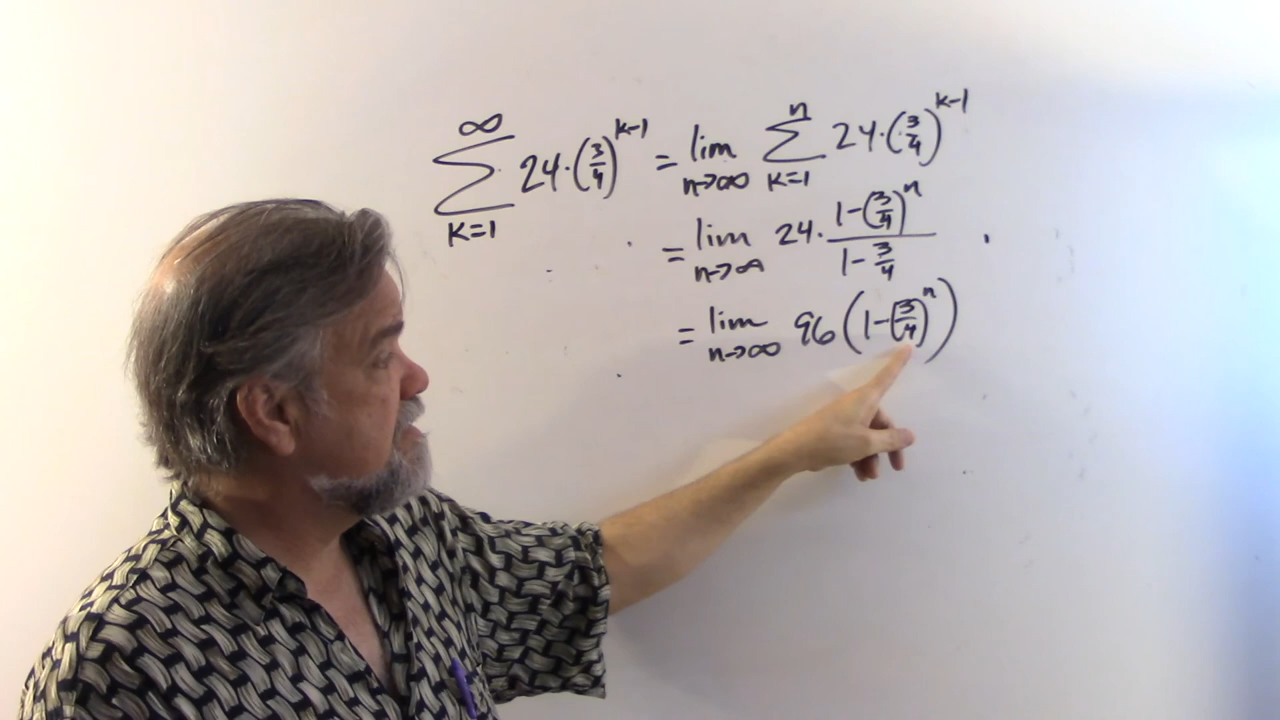 ∞∑K=1 24·(3/4)^(k-1) = lim n→∞ n∑K=1 24·(3/4)^(k-1)
= lim n→∞ 24·(1-(3/4)^n)/(1-3/4)
= lim n→∞ 96(1-(3/4)^n)